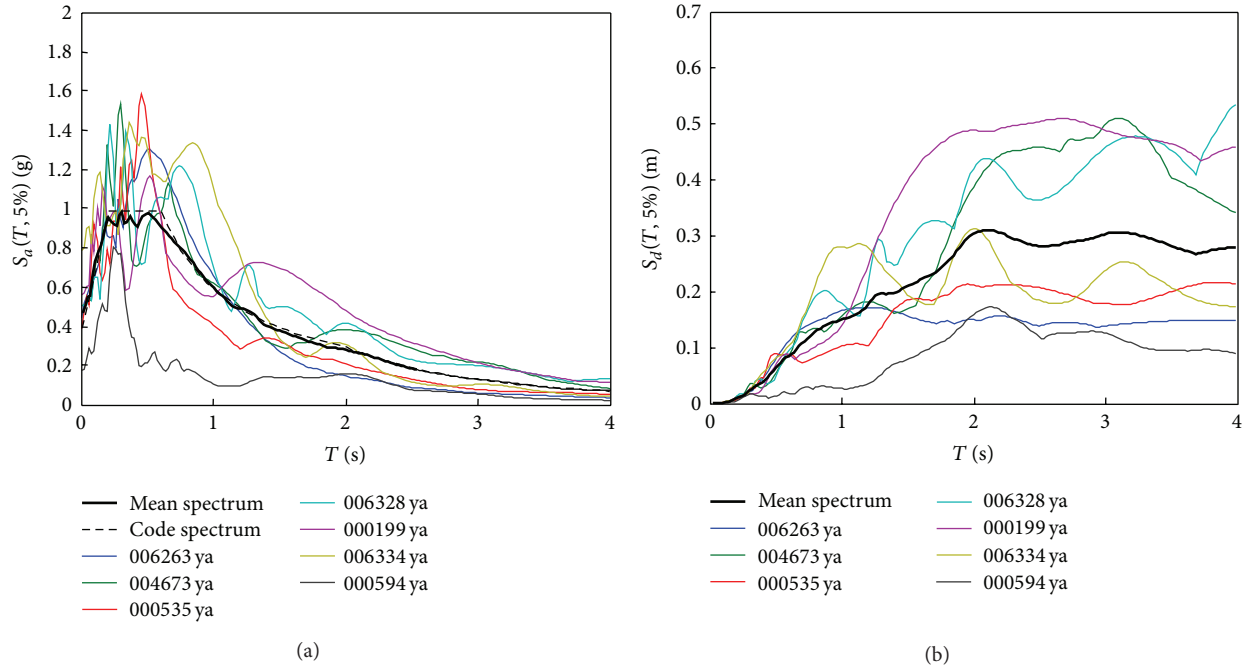 2
1.8
1.6
1.4
1.2
1
0.8
0.6
0.4
0.2
0
Sa(T, 5%) (g)
0 1 2 3 4
T (s)
Mean spectrum
Code spectrum
006263 ya
004673 ya
000535 ya
006328 ya
000199 ya
006334 ya
000594 ya
(a)
0.7
0.6
0.5
0.4
0.3
0.2
0.1
0
Sd(T, 5%) (m)
0 1 2 3 4
T (s)
Mean spectrum
006263 ya
004673 ya
000535 ya
006328 ya
000199 ya
006334 ya
000594 ya
(b)